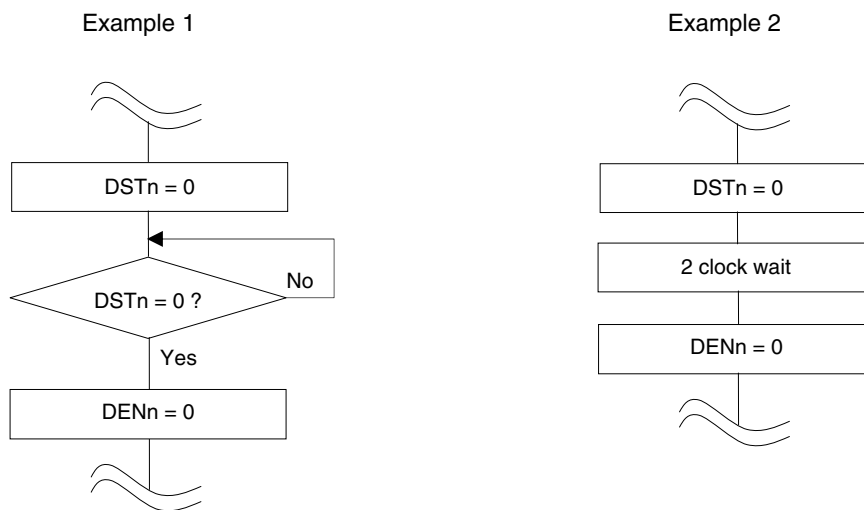 Example 1
DSTn = 0
DSTn = 0 ?
No
Yes
DENn = 0
Example 2
DSTn = 0
2 clock wait
DENn = 0